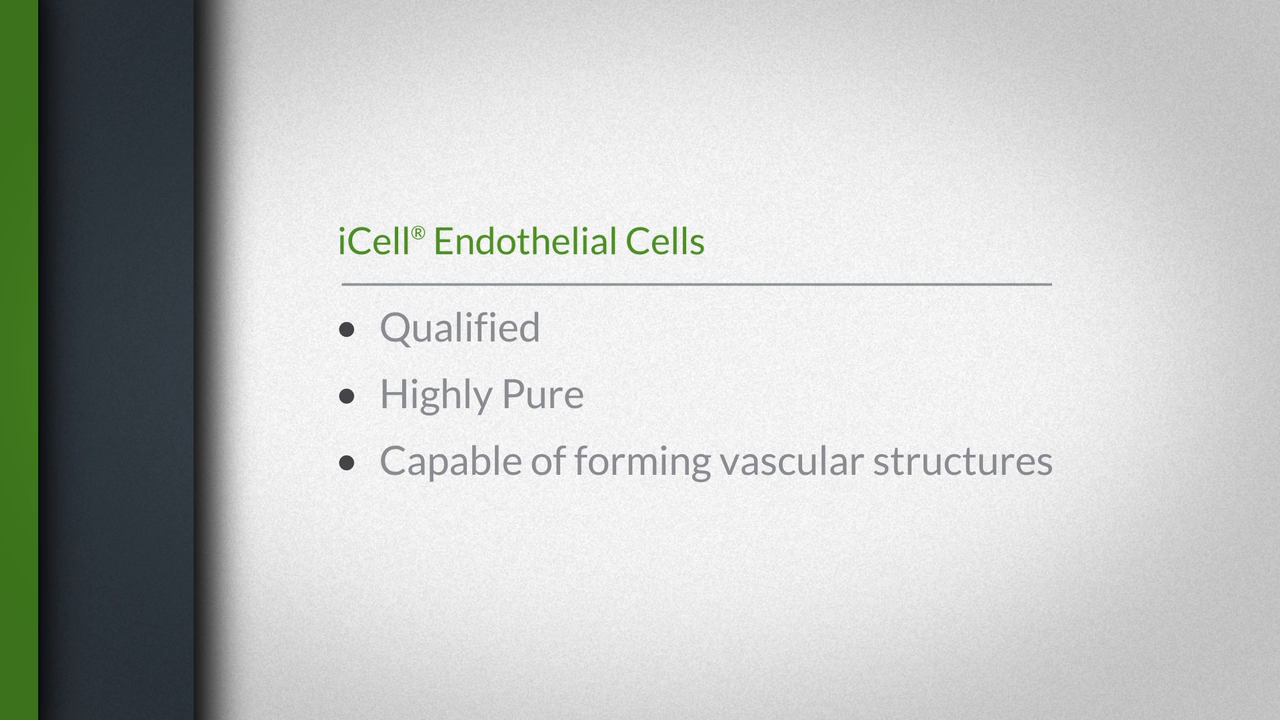 iCell® Endothelial Cells
• Qualified
• Highly Pure
• Capable of forming vascular structures